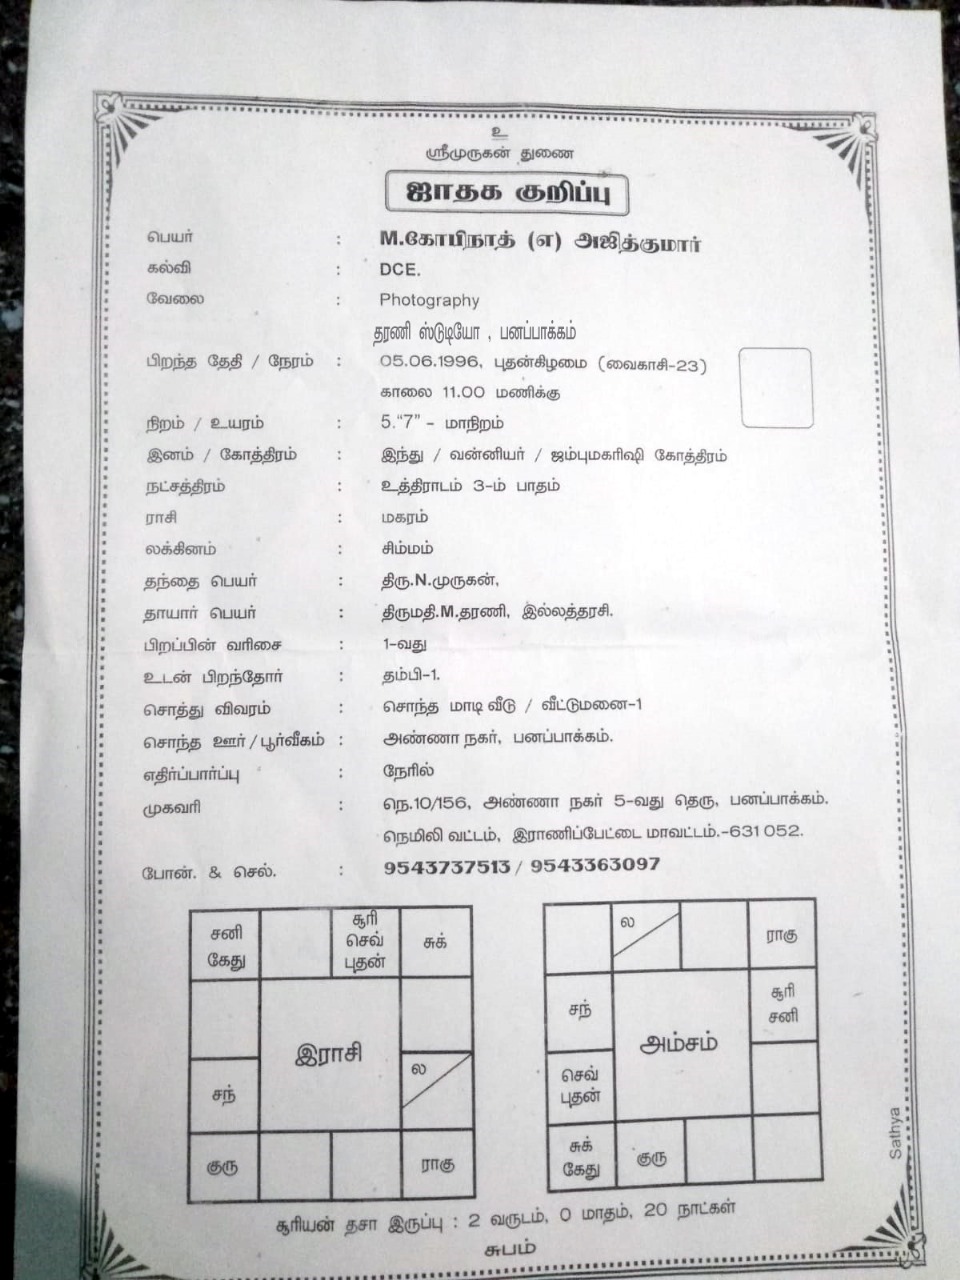 உ
ஸ்ரீமுருகன் துணை
ஜாதக குறிப்பு
பெயர் : M.கோபிநாத் (எ) அஜித்குமார்
கல்வி : DCE.
வேலை : Photography
தரணி ஸ்டுடியோ , பனப்பாக்கம்
பிறந்த தேதி / நேரம் : 05.06.1996, புதன்கிழமை (வைகாசி-23)
காலை 11.00 மணிக்கு
நிறம் / உயரம் : 5.“7” - மாநிறம்
இனம் / கோத்திரம் : இந்து / வன்னியர் / ஜம்புமகரிஷி கோத்திரம்
நட்சத்திரம் : உத்திராடம் 3-ம் பாதம்
ராசி : மகரம்
லக்கினம் : சிம்மம்
தந்தை பெயர் : திரு.N.முருகன்,
தாயார் பெயர் : திருமதி.M.தரணி, இல்லத்தரசி.
பிறப்பின் வரிசை : 1-வது
உடன் பிறந்தோர் : தம்பி-1.
சொத்து விவரம் : சொந்த மாடி வீடு / வீட்டுமனை-1
சொந்த ஊர் / பூர்வீகம் : அண்ணா நகர், பனப்பாக்கம்.
எதிர்ப்பார்ப்பு : நேரில்
முகவரி : நெ.10/156, அண்ணா நகர் 5-வது தெரு, பனப்பாக்கம்.
நெமிலி வட்டம், இராணிப்பேட்டை மாவட்டம்.-631 052.
போன். & செல். : 9543737513 / 9543363097
சனி கேது
சூரி செவ் புதன்
சுக்
இராசி
ல
சந்
குரு
ராகு
ல
ராகு
சந்
சூரி சனி
அம்சம்
செவ் புதன்
சுக் கேது
குரு
சூரியன் தசா இருப்பு : 2 வருடம், 0 மாதம், 20 நாட்கள்
சுபம்
Sathya